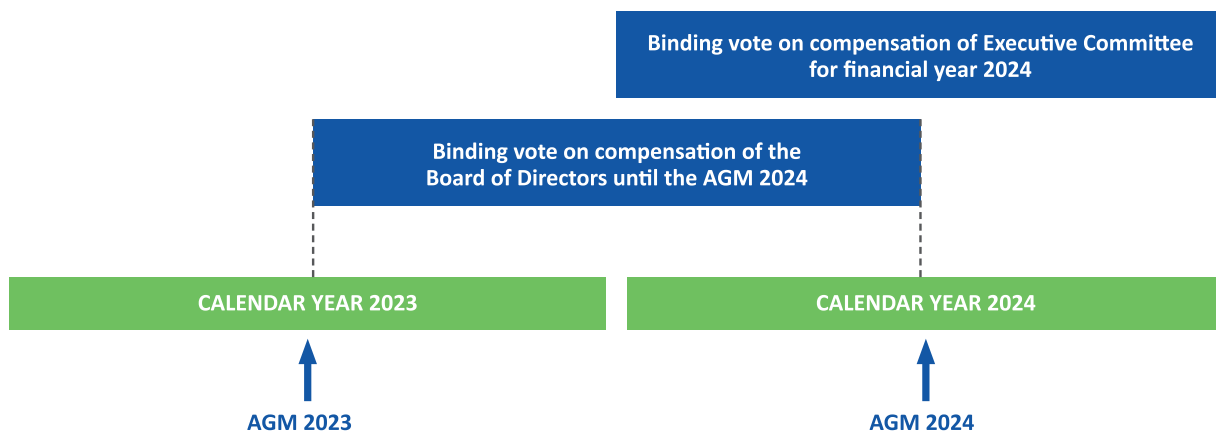 Binding vote on compensation of Executive Committee
for financial year 2024
Binding vote on compensation of the
Board of Directors until the AGM 2024
CALENDAR YEAR 2023
CALENDAR YEAR 2024
AGM 2023
AGM 2024